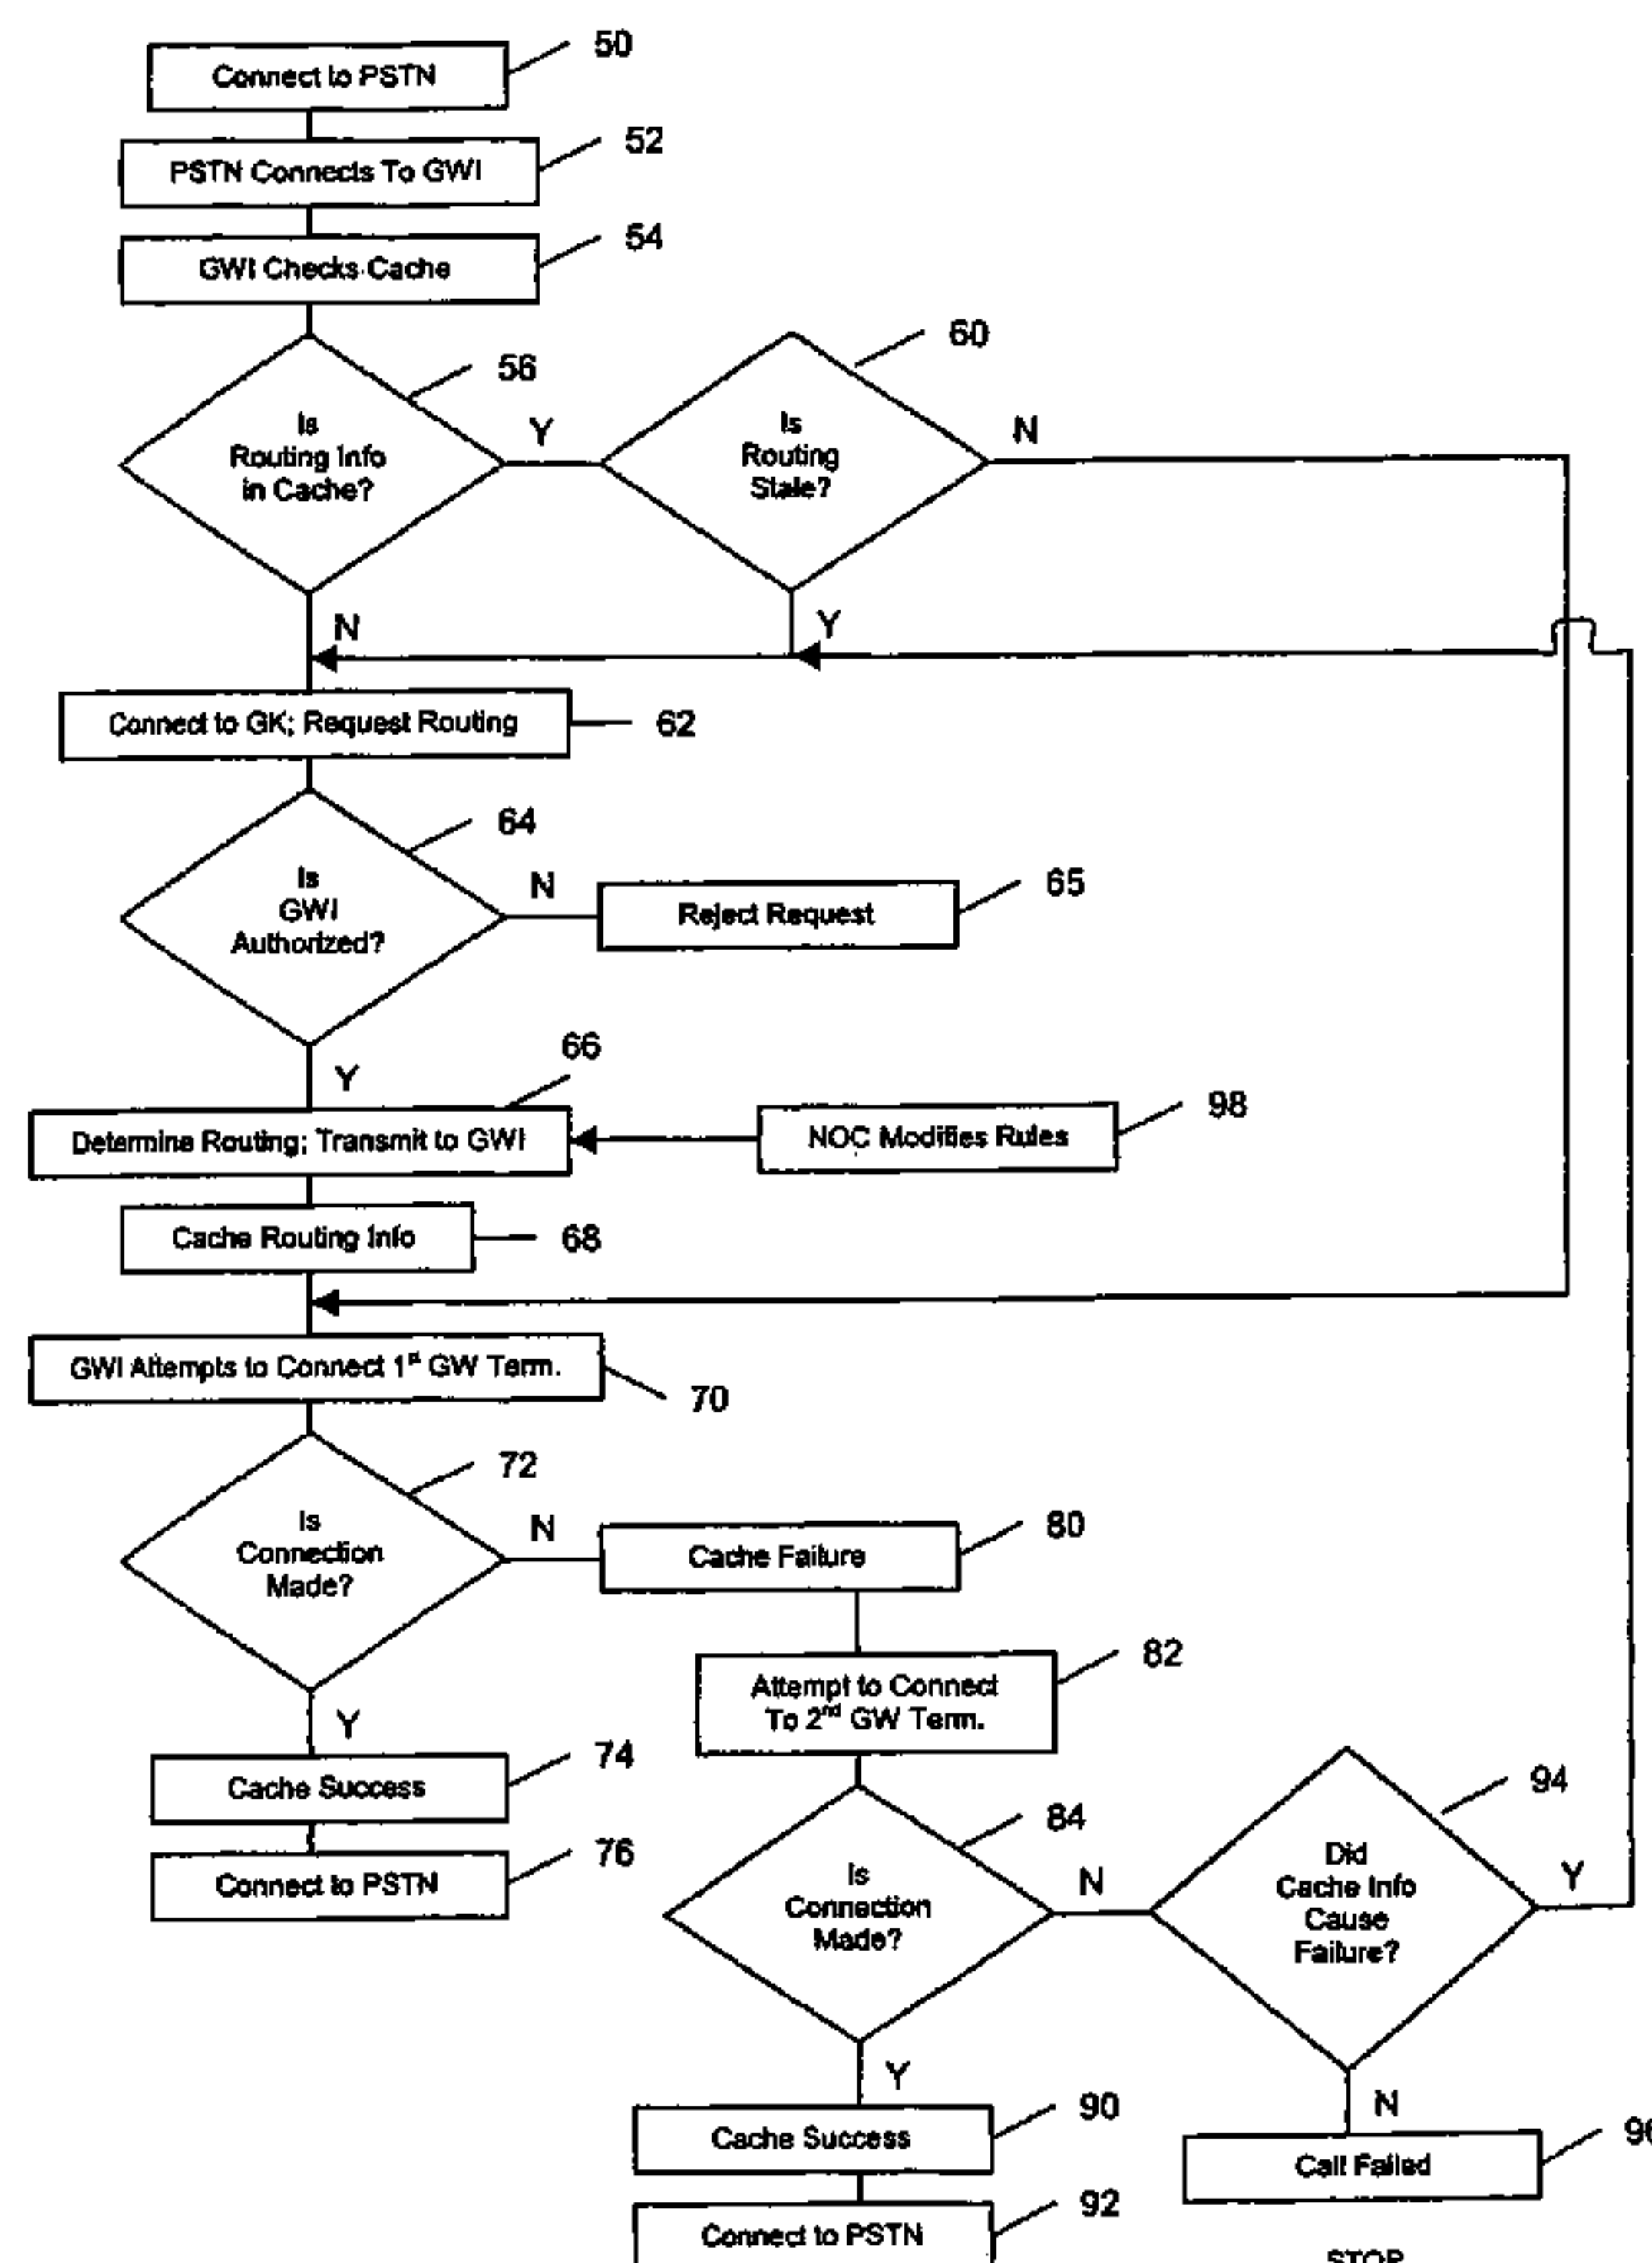 50
Connect to PSTN
52
PSTN Connects To GWI
54
GWI Checks Cache
56
Is
Routing Info
in Cache?
Y
60
Is
Routing
Stale?
N
N
Y
Connect to GK; Request Routing
62
64
Is
GWI
Authorized?
N
Reject Request
65
Y
66
Determine Routing; Transmit to GWI
NOC Modifies Rules
98
Cache Routing Info
68
GWI Attempts to Connect 1st GW Term.
70
72
Is
Connection
Made?
N
Cache Failure
80
Attempt to Connect
To 2nd GW Term.
82
Y
Cache Success
74
Connect to PSTN
76
84
Is
Connection
Made?
N
94
Did
Cache Info
Cause
Failure?
Y
Y
Cache Success
90
Connect to PSTN
92
N
Call Failed
STOP